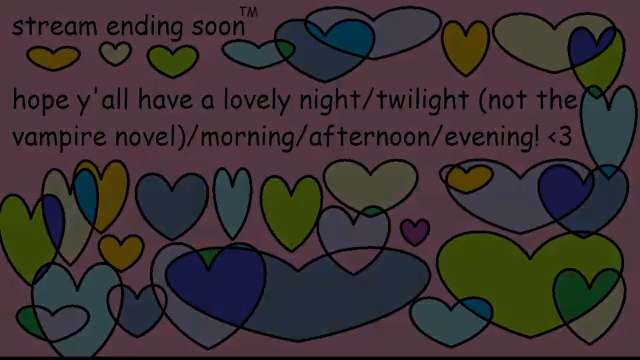 stream ending soon™
hope y'all have a lovely night/twilight (not the
vampire novel)/morning/afternoon/evening! <3